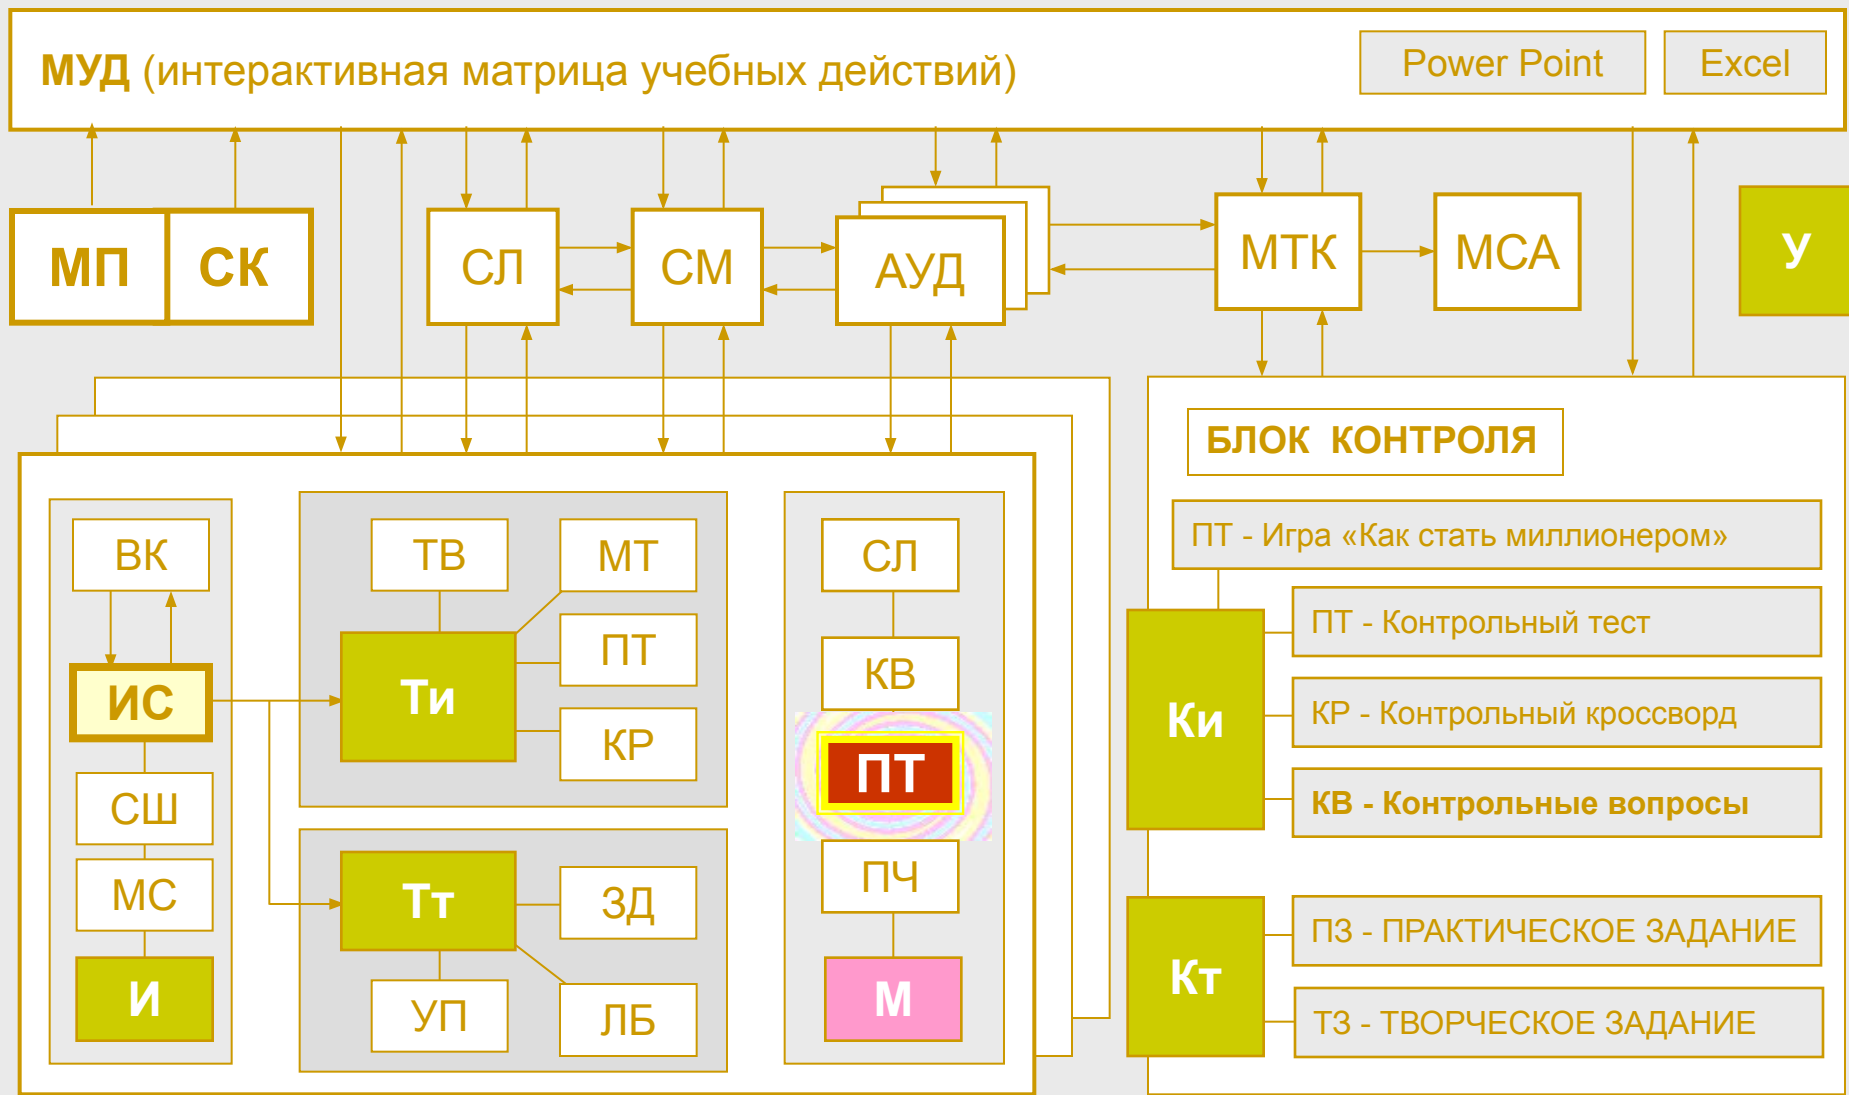 МУД (интерактивная матрица учебных действий)
Power Point
Excel
МП
СК
СЛ
СМ
АУД
МТК
МСА
У
ВК
ИС
СШ
МС
И
ТВ
МТ
ПТ
КР
Ти
Тт
ЗД
УП
ЛБ
СЛ
КВ
ПТ
ПЧ
М
БЛОК КОНТРОЛЯ
ПТ - Игра «Как стать миллионером»
Ки
ПТ - Контрольный тест
КР - Контрольный кроссворд
КВ - Контрольные вопросы
Кт
ПЗ - ПРАКТИЧЕСКОЕ ЗАДАНИЕ
ТЗ - ТВОРЧЕСКОЕ ЗАДАНИЕ